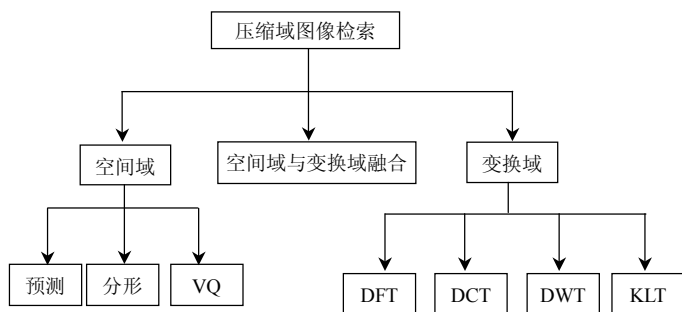 压缩域图像检索
空间域
空间域与变换域融合
变换域
预测
分形
VQ
DFT
DCT
DWT
KLT